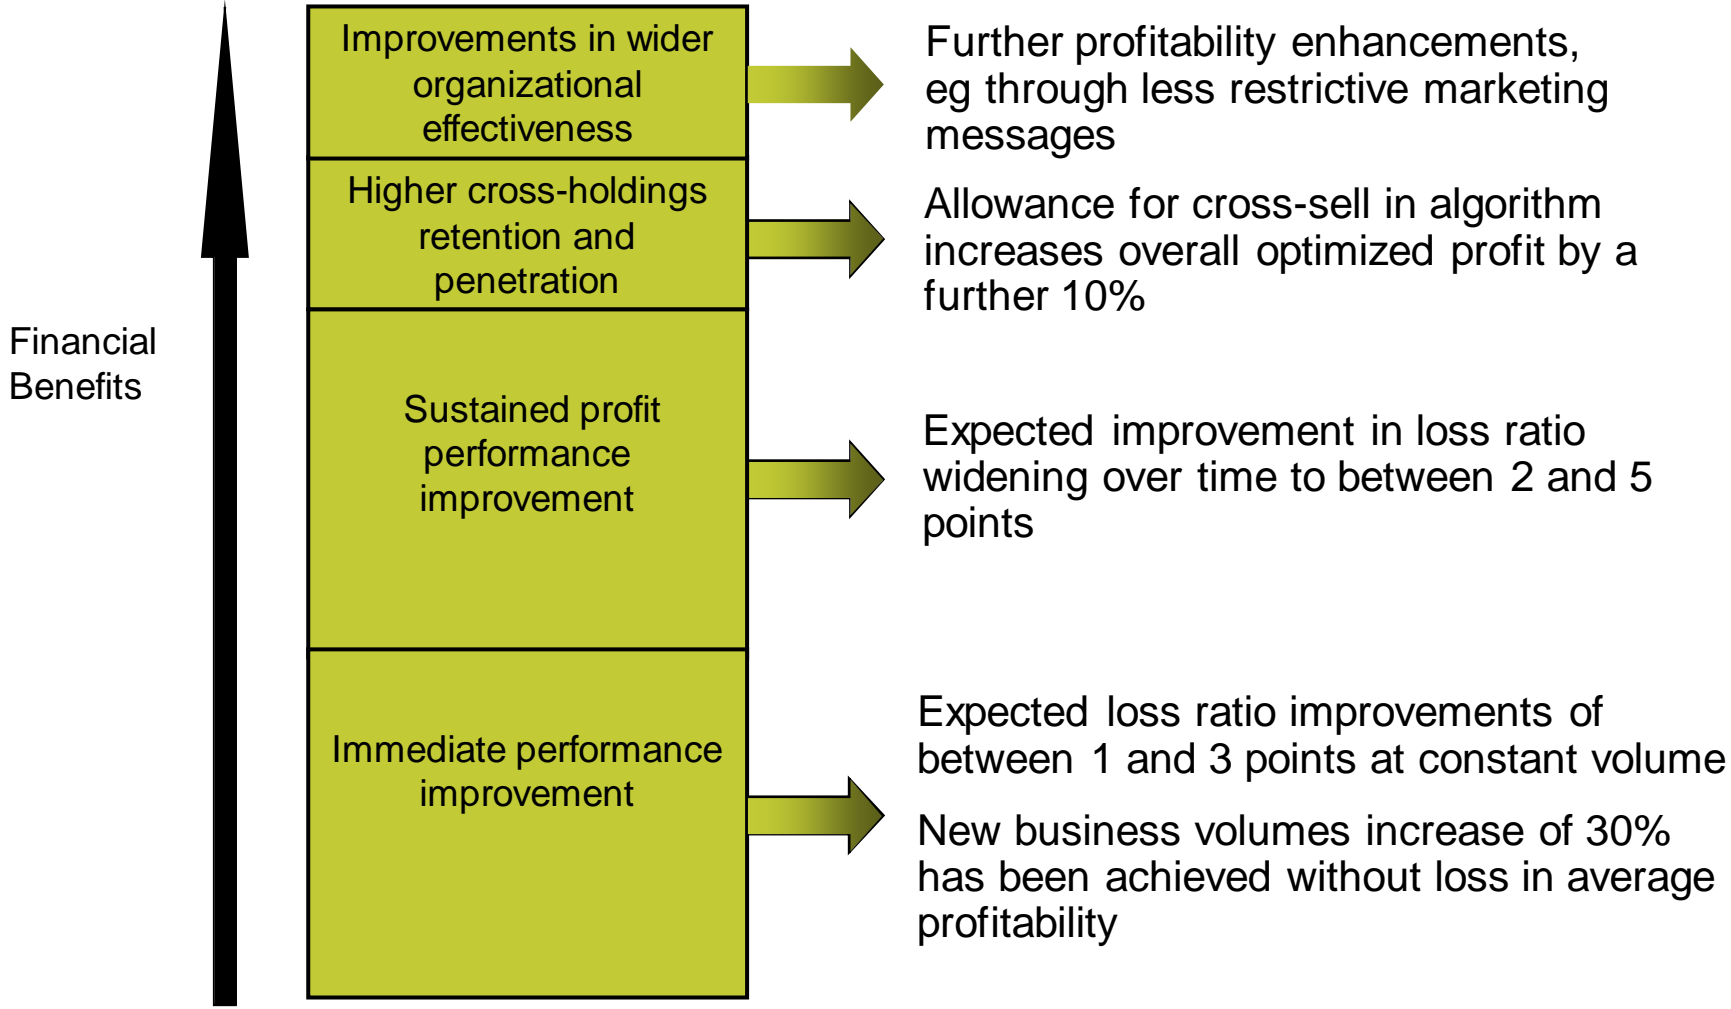 Financial
Benefits
Improvements in wider
organizational
effectiveness
Further profitability enhancements,
eg through less restrictive marketing
messages
Higher cross-holdings
retention and
penetration
Allowance for cross-sell in algorithm
increases overall optimized profit by a
further 10%
Sustained profit
performance
improvement
Expected improvement in loss ratio
widening over time to between 2 and 5
points
Immediate performance
improvement
Expected loss ratio improvements of
between 1 and 3 points at constant volume
New business volumes increase of 30%
has been achieved without loss in average
profitability